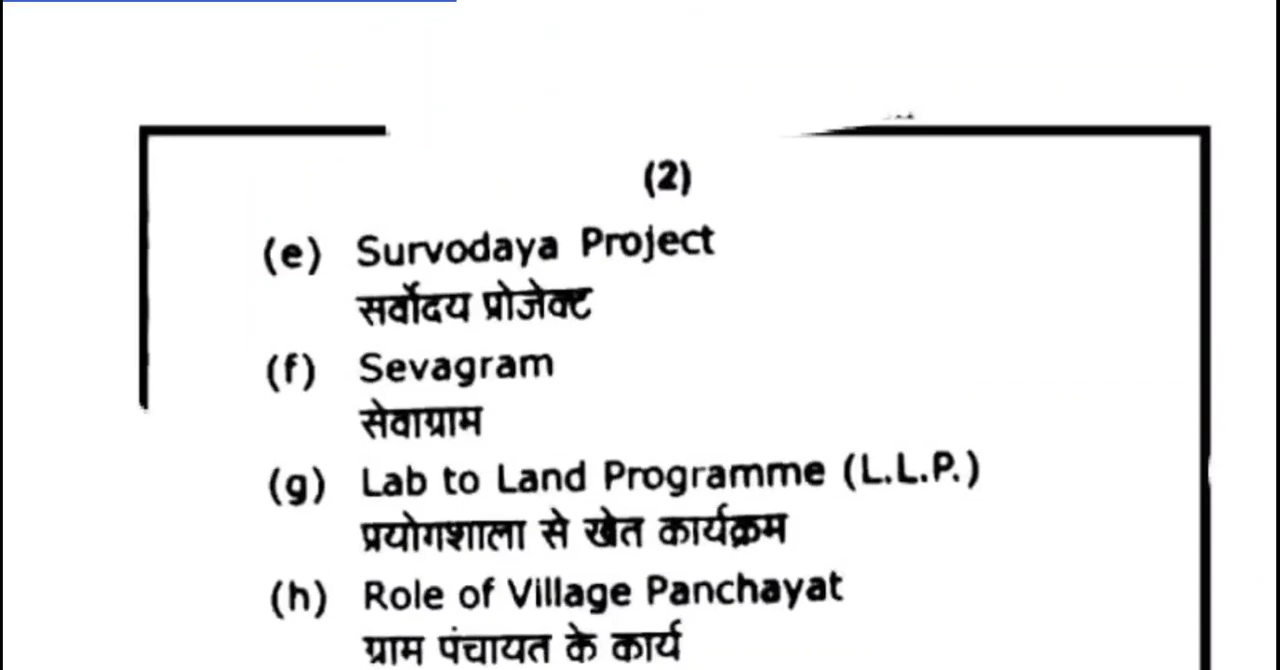 (2)
(e) Survodaya Project
सर्वोदय प्रोजेक्ट
(f) Sevagram
सेवाग्राम
(g) Lab to Land Programme (L.L.P.)
प्रयोगशाला से खेत कार्यक्रम
(h) Role of Village Panchayat
ग्राम पंचायत के कार्य